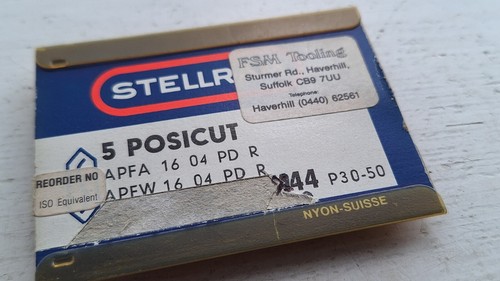 STELLR
FSM Tooling
Sturmer Rd., Haverhill,
Suffolk CB9 7UU
Telephone:
Haverhill (0440) 62561
5 POSICUT
APFA 16 04 PD R
APFW 16 04 PD R 44 P30-50
REORDER NO
ISO Equivalent
NYON-SUISSE